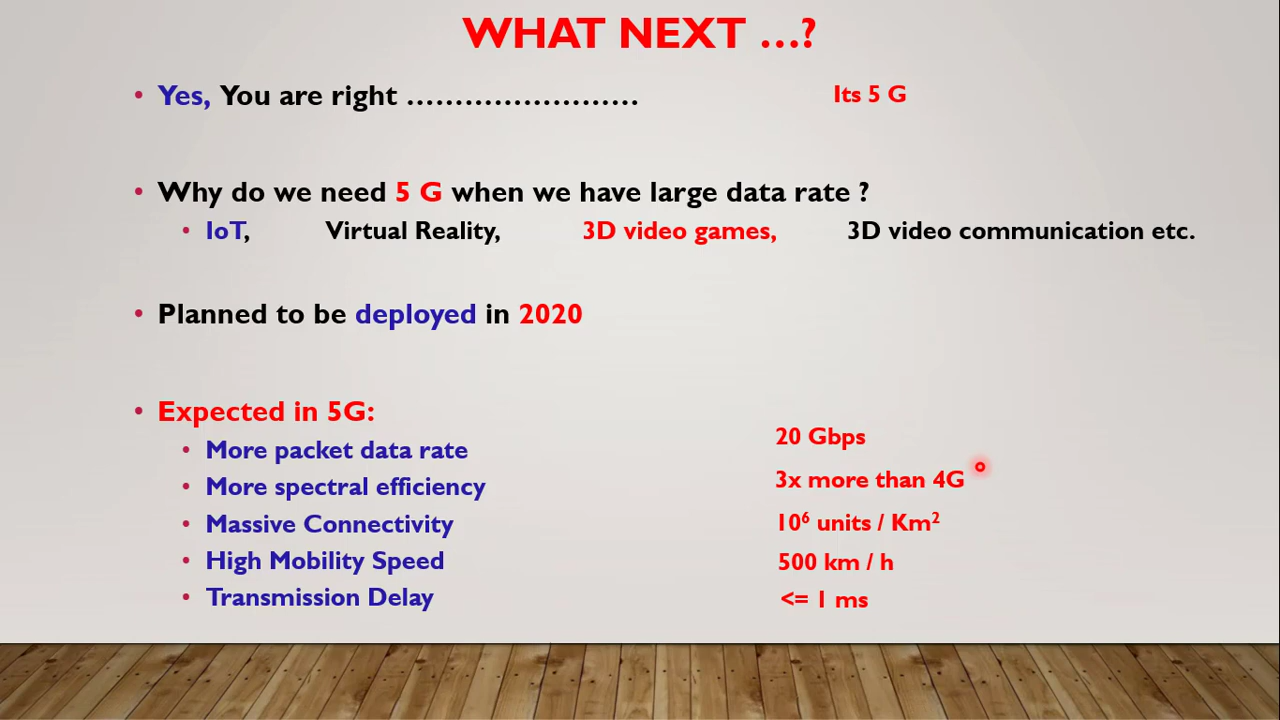 WHAT NEXT ...?
Yes, You are right ........................ Its 5 G
Why do we need 5 G when we have large data rate ?
IoT, Virtual Reality, 3D video games, 3D video communication etc.
Planned to be deployed in 2020
Expected in 5G:
More packet data rate 20 Gbps
More spectral efficiency 3x more than 4G
Massive Connectivity 10⁶ units / Km²
High Mobility Speed 500 km / h
Transmission Delay <= 1 ms